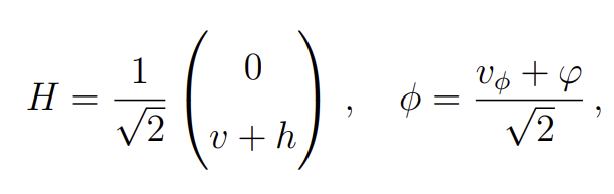 H = \frac{1}{\sqrt{2}} \begin{pmatrix} 0 \\ v + h \end{pmatrix} , \quad \phi = \frac{v_\phi + \varphi}{\sqrt{2}} ,